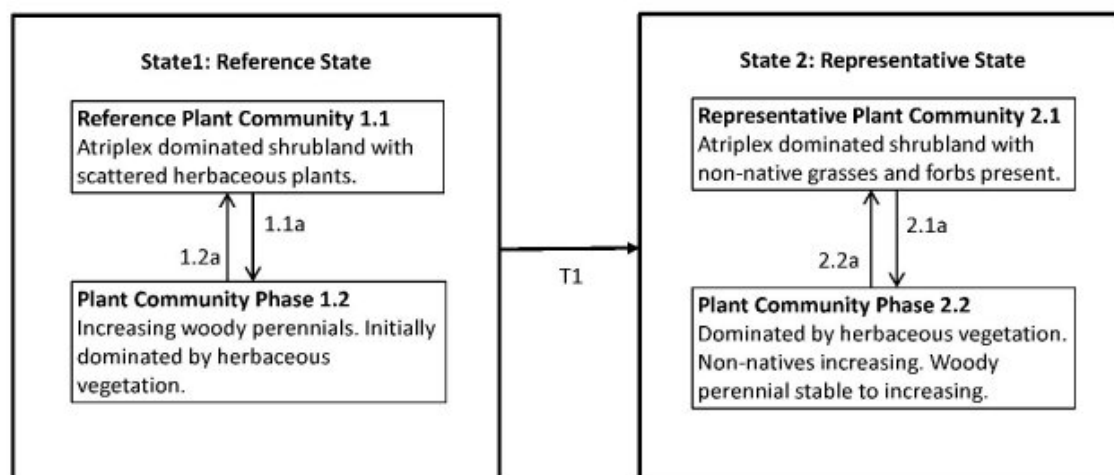 State1: Reference State
Reference Plant Community 1.1
Atriplex dominated shrubland with
scattered herbaceous plants.
1.1a
1.2a
Plant Community Phase 1.2
Increasing woody perennials. Initially
dominated by herbaceous
vegetation.
T1
State 2: Representative State
Representative Plant Community 2.1
Atriplex dominated shrubland with
non-native grasses and forbs present.
2.1a
2.2a
Plant Community Phase 2.2
Dominated by herbaceous vegetation.
Non-natives increasing. Woody
perennial stable to increasing.